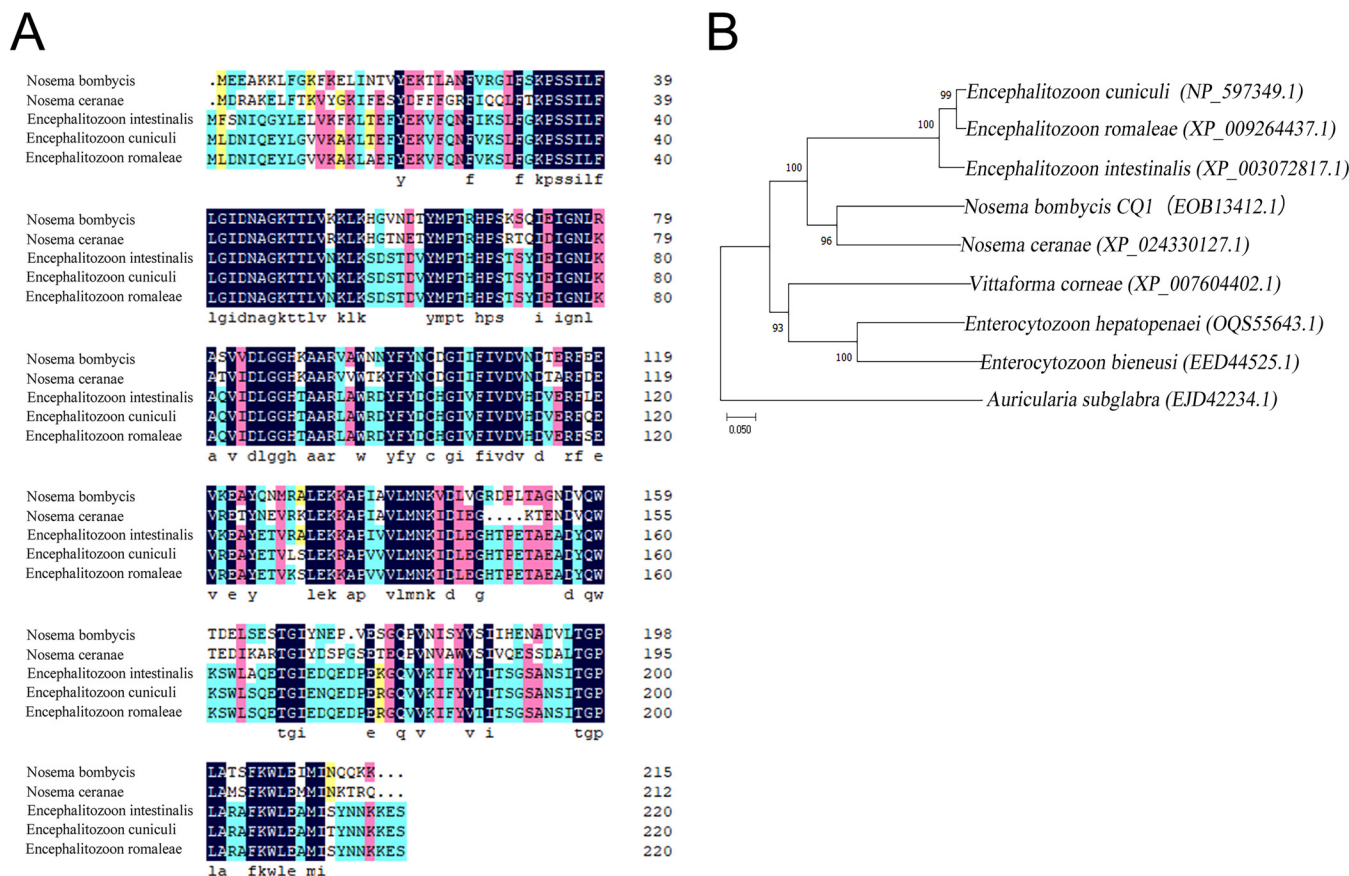 A
Nosema bombycis .MEEAKKLFGKFKELINTVYEKTLANFVRGIFSKPSSILF 39
Nosema ceranae .MDRAKELFTKVYGKIFESYDFFFGRFIQQLFTKPSSILF 39
Encephalitozoon intestinalis MFSNIQGYLELVKFKLTEFYEKVFQNFIKSLFGKPSSILF 40
Encephalitozoon cuniculi MLDNIQEYLGVVKAKLTEFYEKVFQNFVKSLFGKPSSILF 40
Encephalitozoon romaleae MLDNIQEYLGVVKAKLAEFYEKVFQNFVKSLFGKPSSILF 40
y f f kpssilf
Nosema bombycis LGIDNAGKTTLVKKLKHGVNDTYMPTRHPSKSQIEIGNLR 79
Nosema ceranae LGIDNAGKTTLVRKLKHGTNETYMPTRHPSRTQIDIGNLK 79
Encephalitozoon intestinalis LGIDNAGKTTLVNKLKSDSTDVYMPTHHPSTSYIEIGNLK 80
Encephalitozoon cuniculi LGIDNAGKTTLVNKLKSDSTDVYMPTHHPSTSYIEIGNLK 80
Encephalitozoon romaleae LGIDNAGKTTLVNKLKSDSTDVYMPTHHPSTSYIEIGNLK 80
lgidnagkttlv klk ympt hps i ignl
Nosema bombycis ASVVDLGGHKAARVAWNNYFYNCDGIIFIVDVNDTERFEE 119
Nosema ceranae ATVIDLGGHKAARVVWTKYFYNCDGIIFIVDVNDTARFDE 119
Encephalitozoon intestinalis AQVIDLGGHTAARLAWRDYFYDCHGIVFIVDVHDVERFLE 120
Encephalitozoon cuniculi AQVIDLGGHTAARLAWRDYFYDCHGIVFIVDVHDVERFQE 120
Encephalitozoon romaleae AQVIDLGGHTAARLAWRDYFYDCHGIVFIVDVHDVERFSE 120
a v dlggh aar w yfy c gi fivdv d rf e
Nosema bombycis VKEAYQNMRALEKKAPIAVLMNKVDLVGRDPLTAGNDVQW 159
Nosema ceranae VRETYNEVRKLEKKAPIAVLMNKIDIEG....KTENDVQW 155
Encephalitozoon intestinalis VKEAYETVRALEKKAPIVVLMNKIDLEGHTPETAEADYQW 160
Encephalitozoon cuniculi VREAYETVLSLEKRAPVVVLMNKIDLEGHTPETAEADYQW 160
Encephalitozoon romaleae VREAYETVKSLEKKAPVVVLMNKIDLEGHTPETAEADYQW 160
v e y lek ap vlmnk d g d qw
Nosema bombycis TDELSESTGIYNEP.VESGQPVNISYVSIIHENADVLTGP 198
Nosema ceranae TEDIKARTGIYDSPGSETEQPVNVAWVSIVQESSDALTGP 195
Encephalitozoon intestinalis KSWLAQETGIEDQEDPEKGQVVKIFYVTITSGSANSITGP 200
Encephalitozoon cuniculi KSWLSQETGIENQEDPERGQVVKIFYVTITSGSANSITGP 200
Encephalitozoon romaleae KSWLSQETGIEDQEDPERGQVVKIFYVTITSGSANSITGP 200
tgi e q v v i tgp
Nosema bombycis LATSFKWLEIMINQQKK... 215
Nosema ceranae LAMSFKWLEMMINKTRQ... 212
Encephalitozoon intestinalis LARAFKWLEAMISYNNKKES 220
Encephalitozoon cuniculi LARAFKWLEAMITYNNKKES 220
Encephalitozoon romaleae LARAFKWLEAMISYNNKKES 220
la fkwle mi
B
99 Encephalitozoon cuniculi (NP_597349.1)
100 Encephalitozoon romaleae (XP_009264437.1)
100 Encephalitozoon intestinalis (XP_003072817.1)
Nosema bombycis CQ1 (EOB13412.1)
96 Nosema ceranae (XP_024330127.1)
Vittaforma corneae (XP_007604402.1)
93 Enterocytozoon hepatopenaei (OQS55643.1)
100 Enterocytozoon bieneusi (EED44525.1)
Auricularia subglabra (EJD42234.1)
0.050